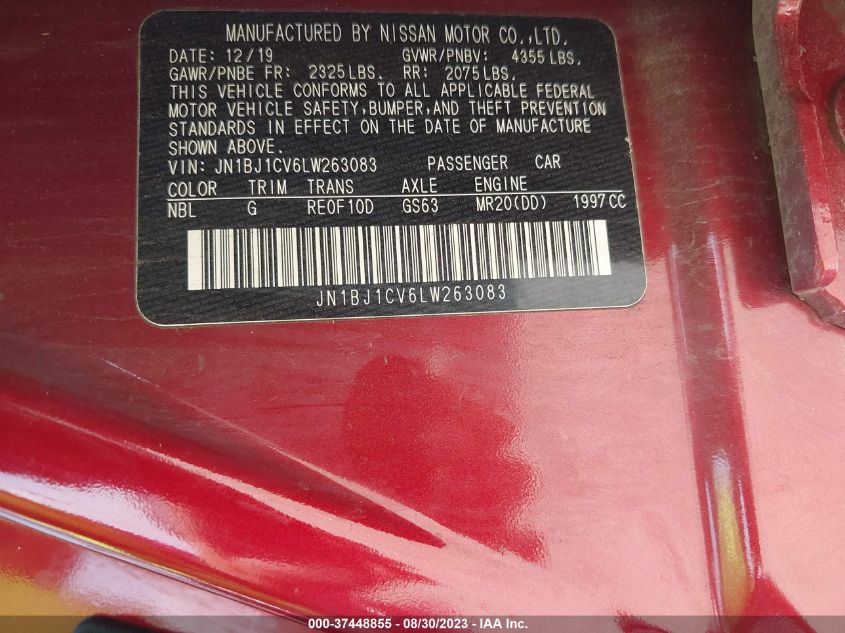 MANUFACTURED BY NISSAN MOTOR CO.,LTD.
DATE: 12/19 GVWR/PNBV: 4355 LBS.
GAWR/PNBE FR: 2325 LBS. RR: 2075 LBS.
THIS VEHICLE CONFORMS TO ALL APPLICABLE FEDERAL
MOTOR VEHICLE SAFETY,BUMPER,AND THEFT PREVENTION
STANDARDS IN EFFECT ON THE DATE OF MANUFACTURE
SHOWN ABOVE.
VIN: JN1BJ1CV6LW263083 PASSENGER CAR
COLOR TRIM TRANS AXLE ENGINE
NBL G RE0F10D GS63 MR20(DD) 1997 CC
JN1BJ1CV6LW263083
000-37448855 - 08/30/2023 - IAA Inc.